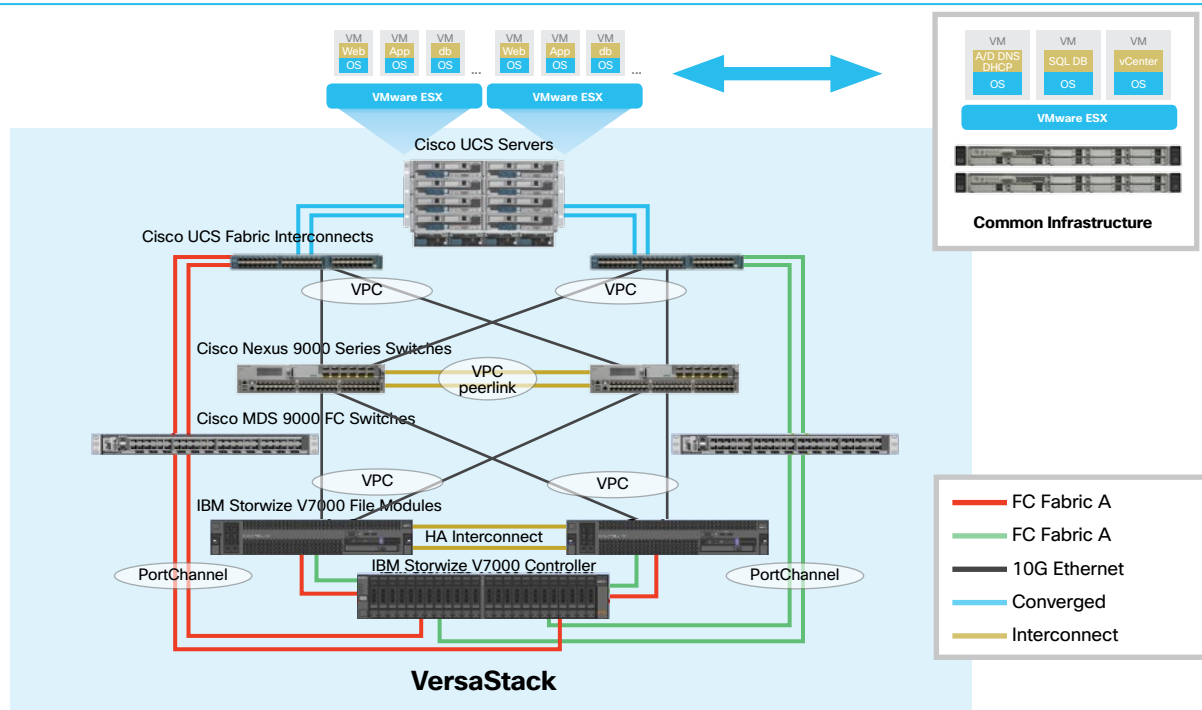 VM VM VM VM VM VM
Web App db Web App db
OS OS OS ... OS OS OS ...
VMware ESX VMware ESX
VM VM VM
A/D DNS DHCP SQL DB vCenter
OS OS OS
VMware ESX
Common Infrastructure
Cisco UCS Servers
Cisco UCS Fabric Interconnects
VPC VPC
Cisco Nexus 9000 Series Switches
VPC
peerlink
Cisco MDS 9000 FC Switches
VPC VPC
IBM Storwize V7000 File Modules
HA Interconnect
IBM Storwize V7000 Controller
PortChannel PortChannel
VersaStack
FC Fabric A
FC Fabric A
10G Ethernet
Converged
Interconnect